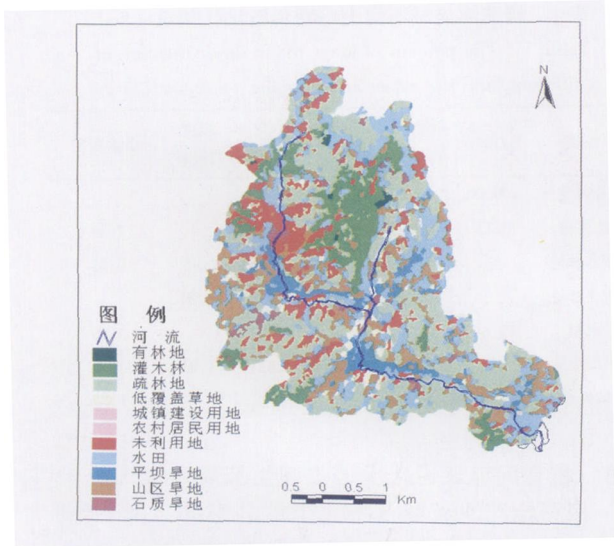 N
图 例
河 流
有林地
灌木林
疏林地
低覆盖草地
城镇建设用地
农村居民用地
未利用地
水田
平坝旱地
山区旱地
石质旱地
0.5 0 0.5 1
Km